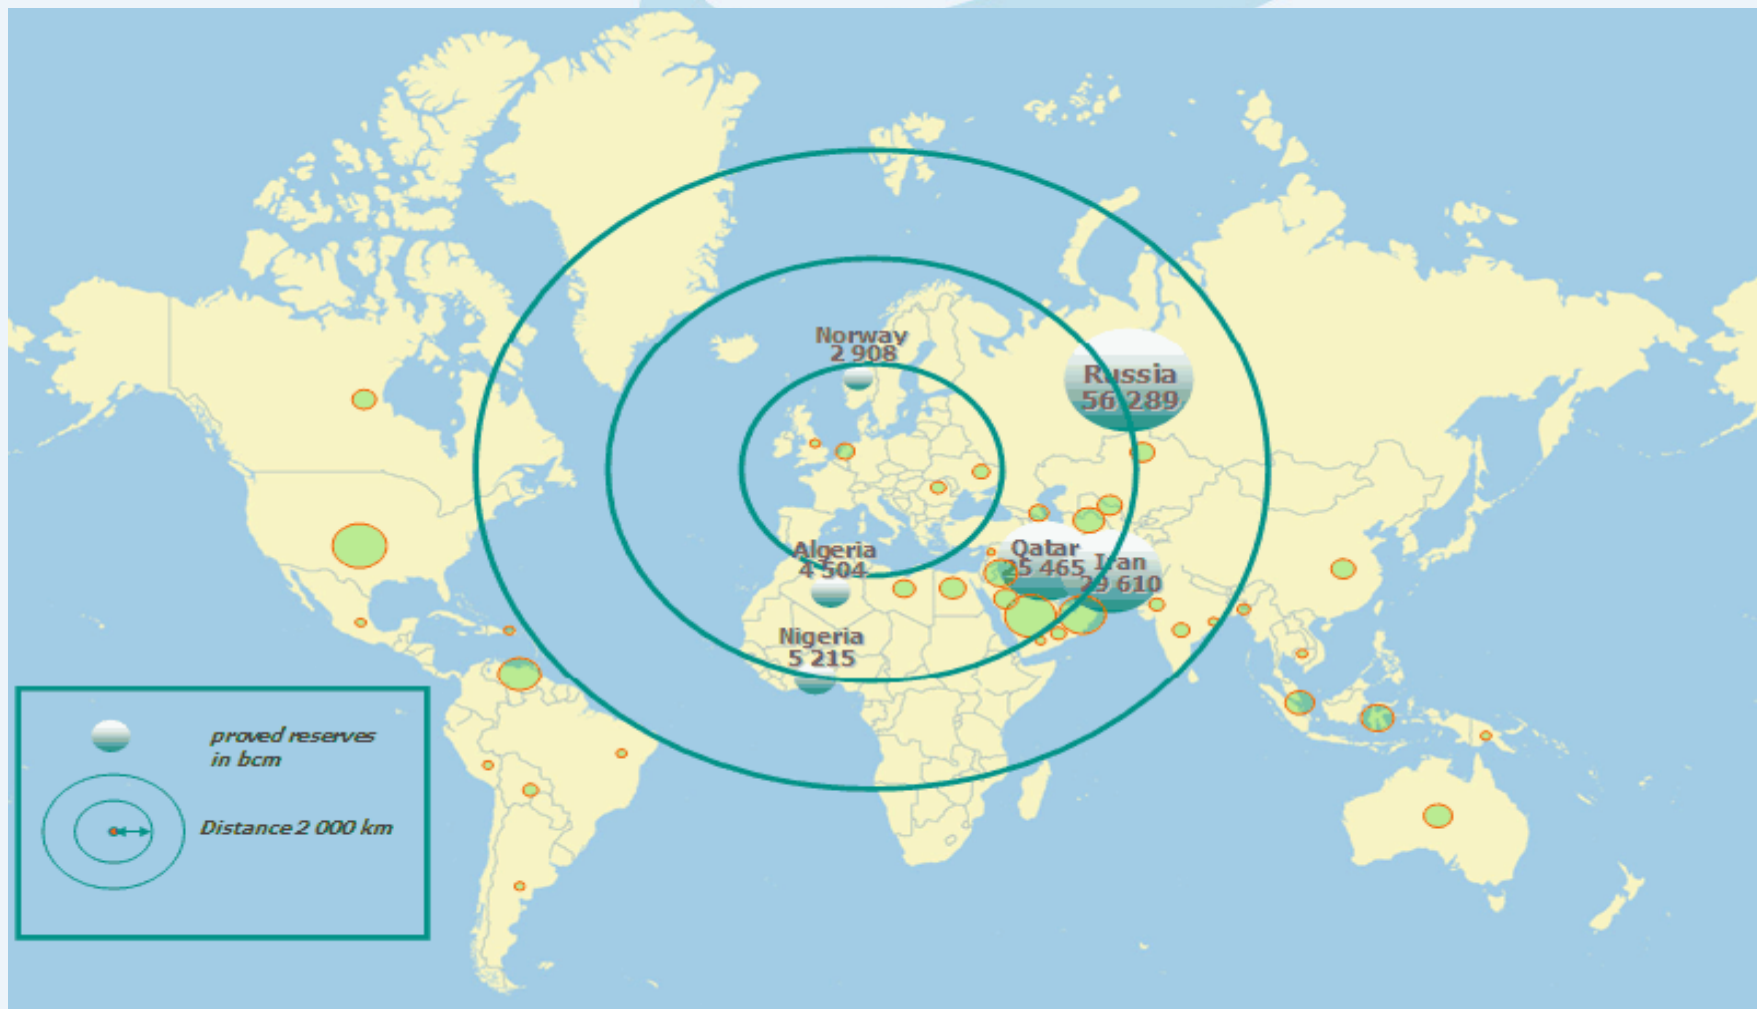 Norway
2 908
Russia
56 289
Algeria
4 504
Qatar
25 465
Iran
29 610
Nigeria
5 215
proved reserves
in bcm
Distance 2 000 km